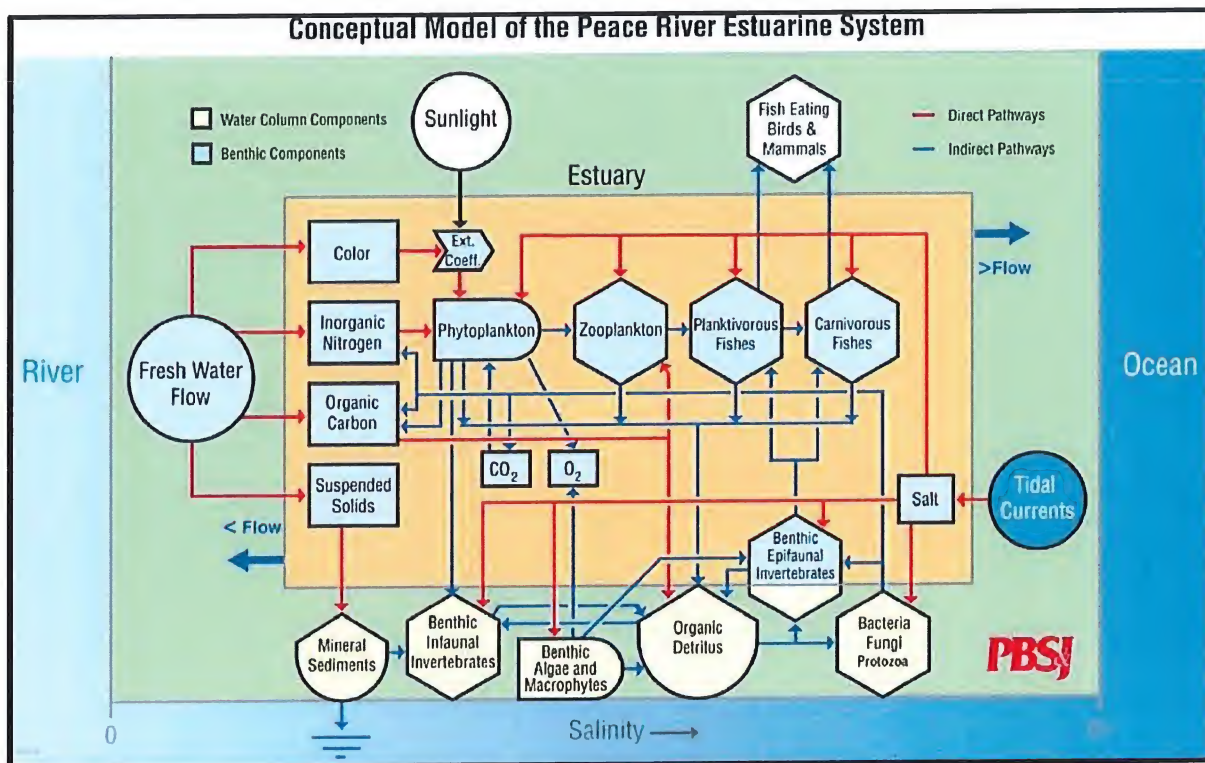 Conceptual Model of the Peace River Estuarine System
Water Column Components
Benthic Components
Sunlight
Fish Eating
Birds &
Mammals
Direct Pathways
Indirect Pathways
Estuary
Color
Ext.
Coeff.
>Flow
Inorganic
Nitrogen
Phytoplankton
Zooplankton
Planktivorous
Fishes
Carnivorous
Fishes
River
Fresh Water
Flow
Ocean
Organic
Carbon
CO2
O2
Suspended
Solids
Salt
Tidal
Currents
< Flow
Benthic
Epifaunal
Invertebrates
Mineral
Sediments
Benthic
Infaunal
Invertebrates
Benthic
Algae and
Macrophytes
Organic
Detritus
Bacteria
Fungi
Protozoa
PBSJ
0
Salinity